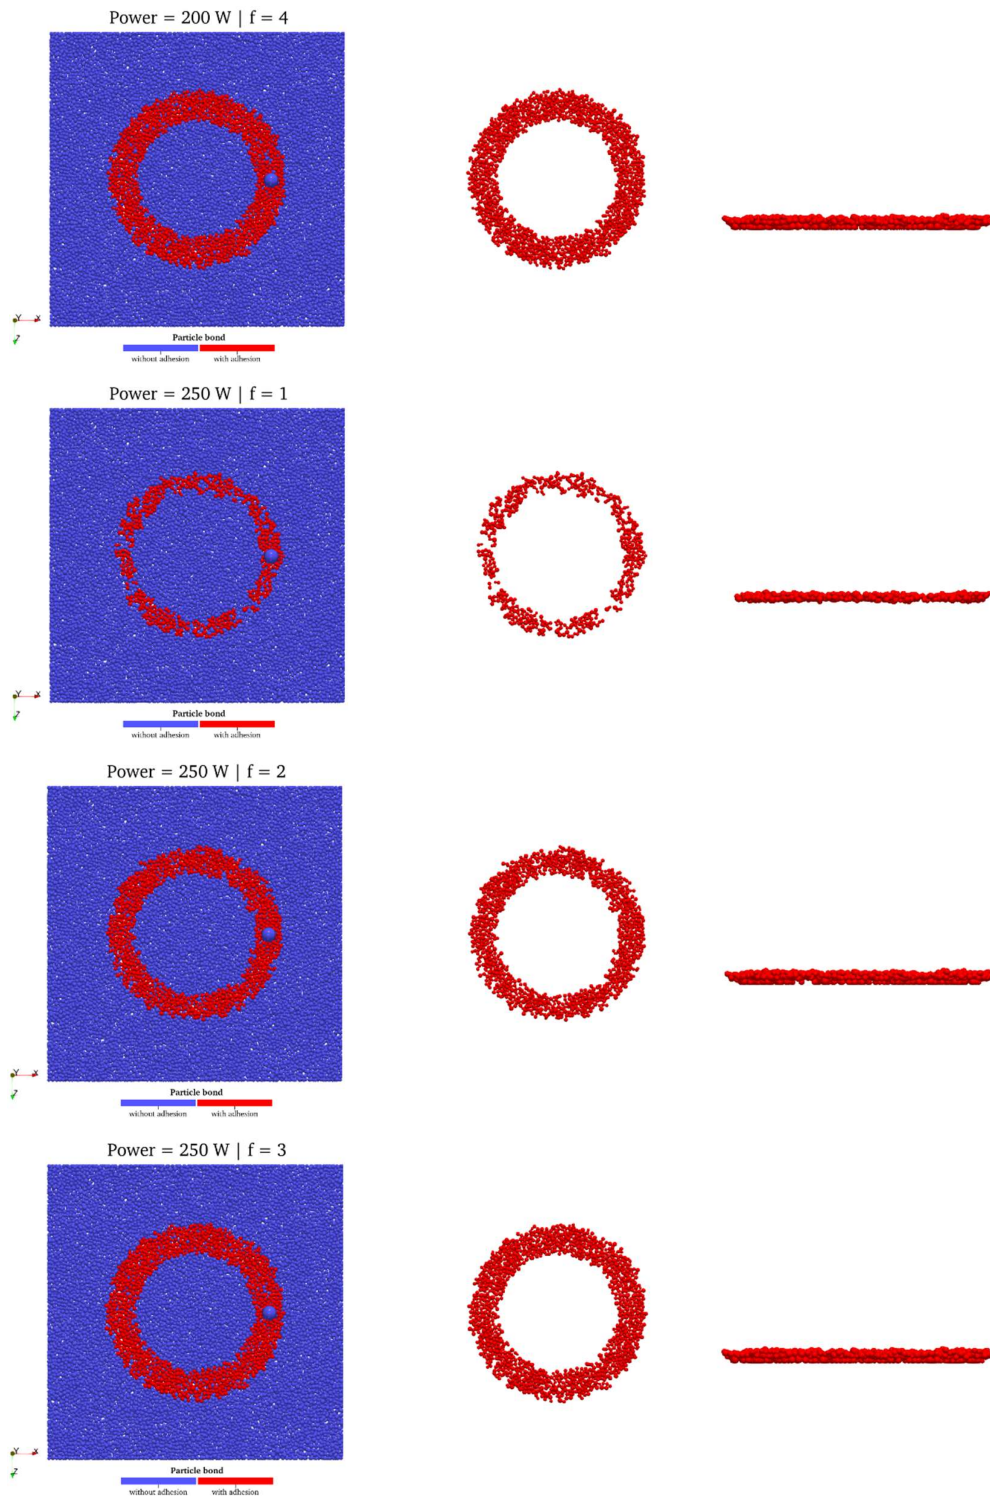 Power = 200 W | f = 4
Y
x
Z
Particle bond
without adhesion with adhesion
Power = 250 W | f = 1
Y
x
Z
Particle bond
without adhesion with adhesion
Power = 250 W | f = 2
Y
x
Z
Particle bond
without adhesion with adhesion
Power = 250 W | f = 3
Y
x
Z
Particle bond
without adhesion with adhesion